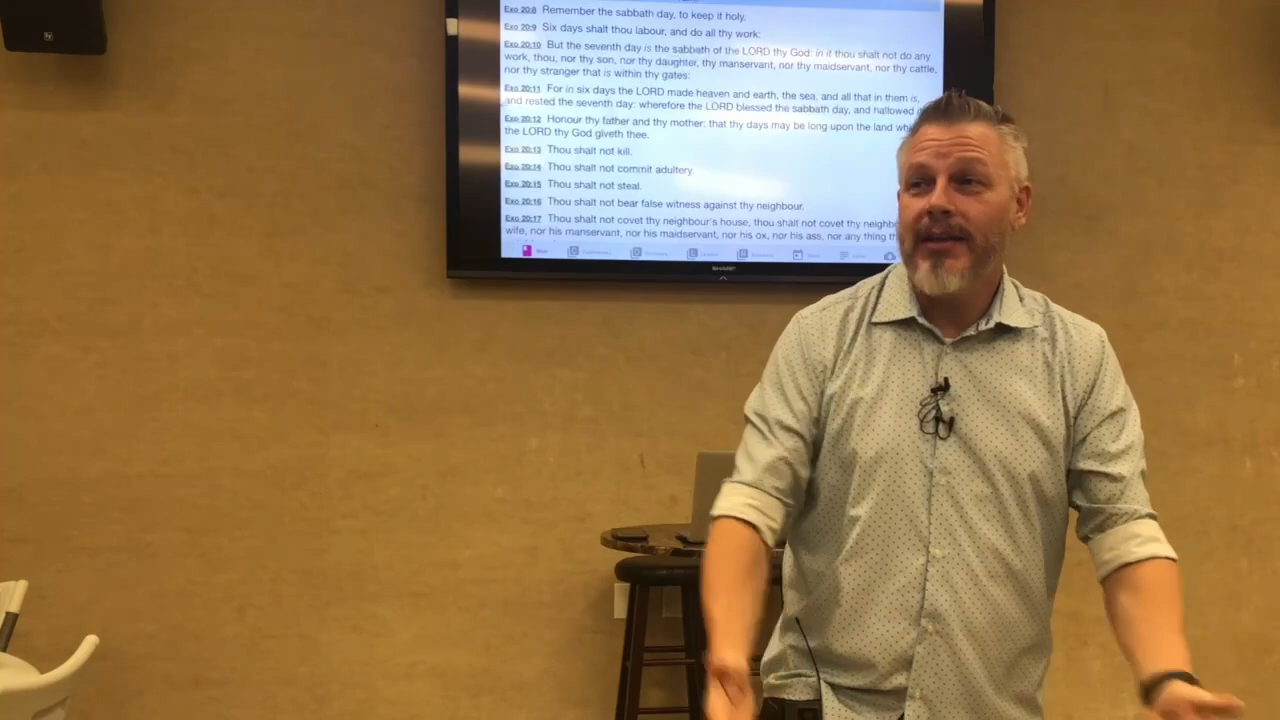 Exo 20:8 Remember the sabbath day, to keep it holy.
Exo 20:9 Six days shalt thou labour, and do all thy work:
Exo 20:10 But the seventh day is the sabbath of the LORD thy God: in it thou shalt not do any
work, thou, nor thy son, nor thy daughter, thy manservant, nor thy maidservant, nor thy cattle,
nor thy stranger that is within thy gates:
Exo 20:11 For in six days the LORD made heaven and earth, the sea, and all that in them is,
and rested the seventh day: wherefore the LORD blessed the sabbath day, and hallowed
Exo 20:12 Honour thy father and thy mother: that thy days may be long upon the land
the LORD thy God giveth thee.
Exo 20:13 Thou shalt not kill.
Exo 20:14 Thou shalt not commit adultery.
Exo 20:15 Thou shalt not steal.
Exo 20:16 Thou shalt not bear false witness against thy neighbour.
Exo 20:17 Thou shalt not covet thy neighbour's house, thou shalt not covet thy
wife, nor his manservant, nor his maidservant, nor his ox, nor his ass, nor any thing
SHARP